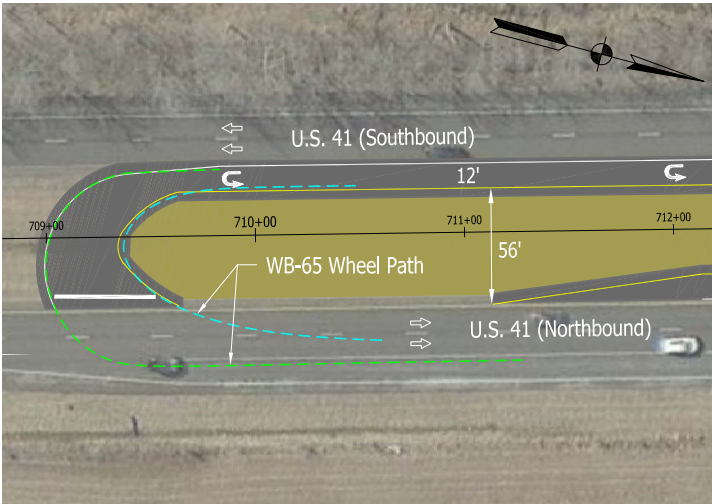 U.S. 41 (Southbound)
12'
709+00
710+00
711+00
712+00
56'
WB-65 Wheel Path
U.S. 41 (Northbound)